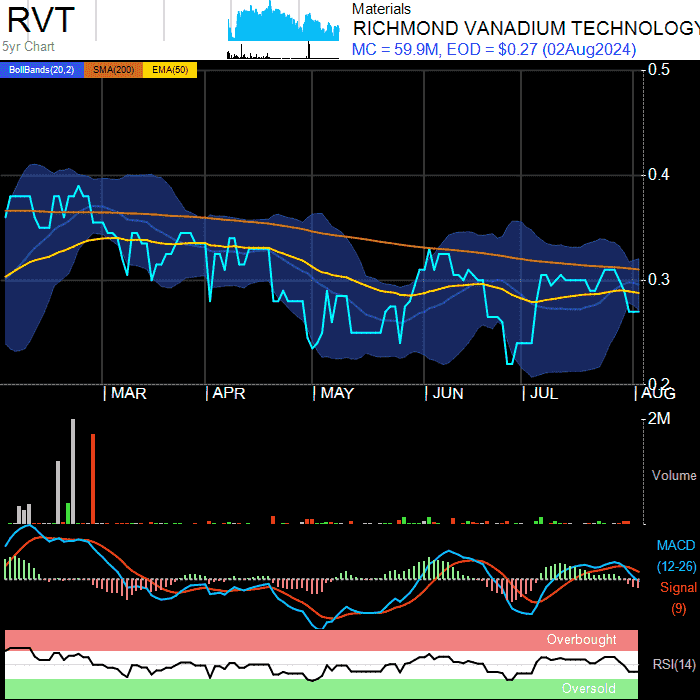 RVT
5yr Chart
Materials
RICHMOND VANADIUM TECHNOLOGY
MC = 59.9M, EOD = $0.27 (02Aug2024)
BollBands(20,2) SMA(200) EMA(50)
0.5
0.4
0.3
0.2
MAR APR MAY JUN JUL AUG
2M
Volume
MACD
(12-26)
Signal
(9)
Overbought
RSI(14)
Oversold